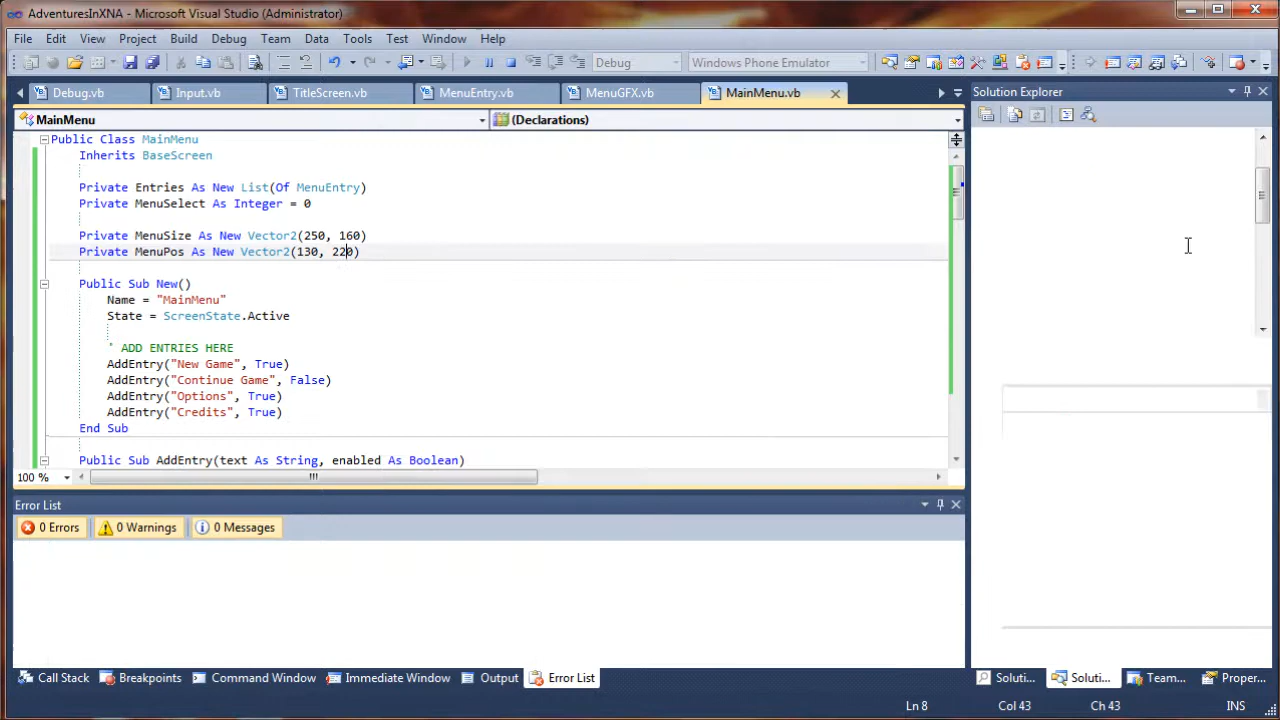 AdventuresInXNA - Microsoft Visual Studio (Administrator)
File Edit View Project Build Debug Team Data Tools Test Window Help
Debug Windows Phone Emulator
Debug.vb Input.vb TitleScreen.vb MenuEntry.vb MenuGFX.vb MainMenu.vb
Solution Explorer
MainMenu (Declarations)
Public Class MainMenu
Inherits BaseScreen
Private Entries As New List(Of MenuEntry)
Private MenuSelect As Integer = 0
Private MenuSize As New Vector2(250, 160)
Private MenuPos As New Vector2(130, 220)
Public Sub New()
Name = "MainMenu"
State = ScreenState.Active
' ADD ENTRIES HERE
AddEntry("New Game", True)
AddEntry("Continue Game", False)
AddEntry("Options", True)
AddEntry("Credits", True)
End Sub
Public Sub AddEntry(text As String, enabled As Boolean)
100 %
Error List
0 Errors 0 Warnings 0 Messages
Call Stack Breakpoints Command Window Immediate Window Output Error List Soluti... Soluti... Team... Proper...
Ln 8 Col 43 Ch 43 INS